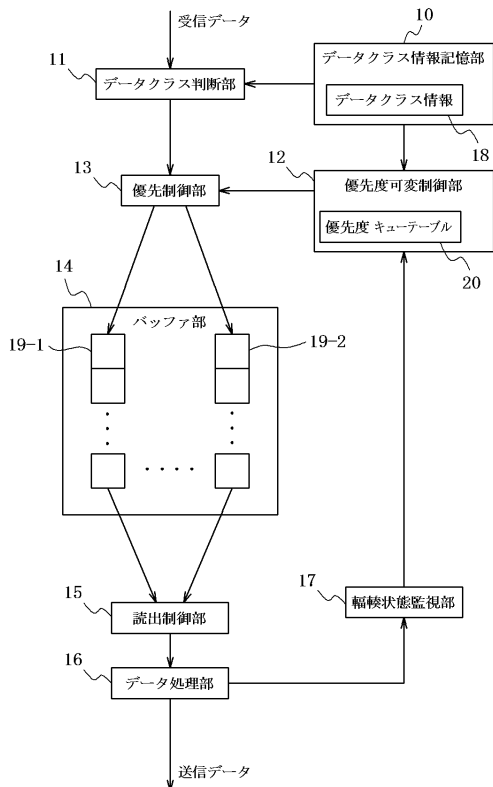 受信データ
10
11
データクラス情報記憶部
データクラス判断部
データクラス情報
18
12
13
優先度可変制御部
優先制御部
優先度 キューテーブル
20
14
バッファ部
19-1
19-2
17
15
輻輳状態監視部
読出制御部
16
データ処理部
送信データ